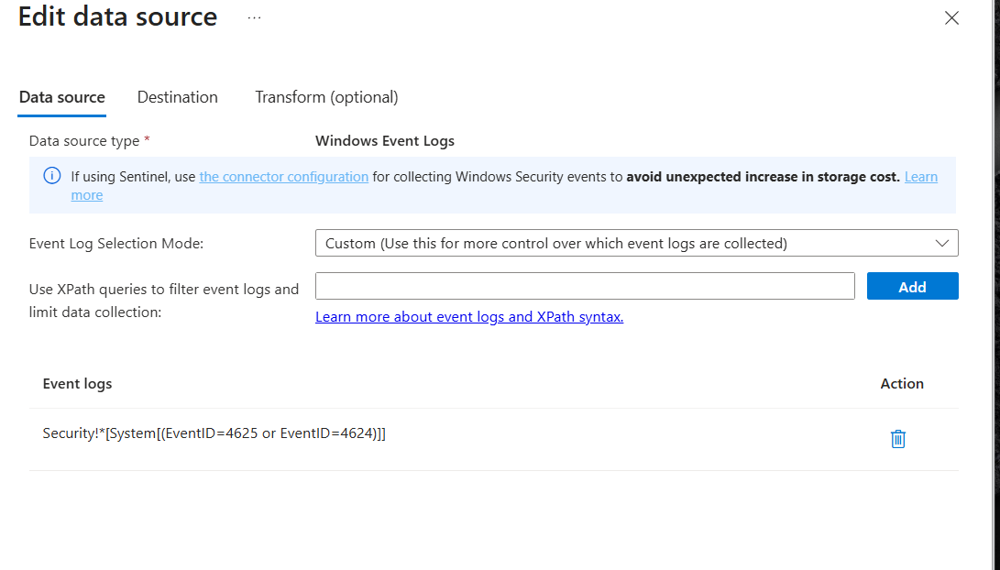 Edit data source ...
Data source Destination Transform (optional)
Data source type * Windows Event Logs
If using Sentinel, use the connector configuration for collecting Windows Security events to avoid unexpected increase in storage cost. Learn
more
Event Log Selection Mode: Custom (Use this for more control over which event logs are collected)
Use XPath queries to filter event logs and
limit data collection:
Add
Learn more about event logs and XPath syntax.
Event logs Action
Security!*[System[(EventID=4625 or EventID=4624)]]